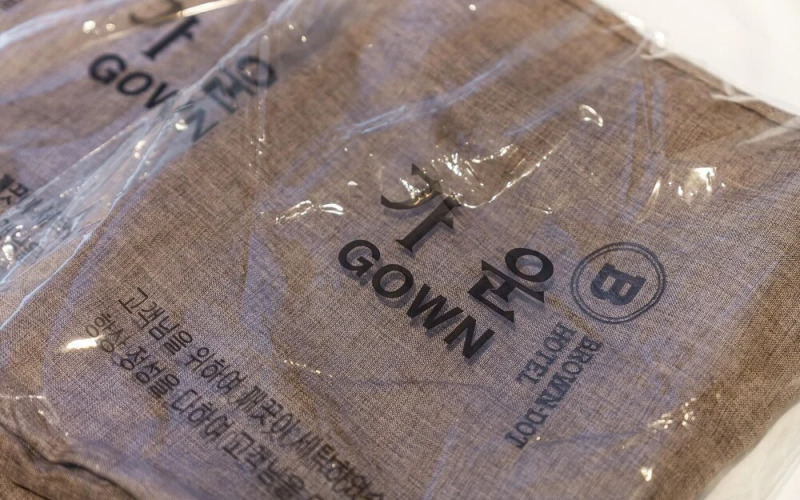 가운
GOWN
B
BROWN-DOT
HOTEL
고객님을 위하여 깨끗이 세탁하였습
항상 정성을 다하여 고객님을
가운
GOWN